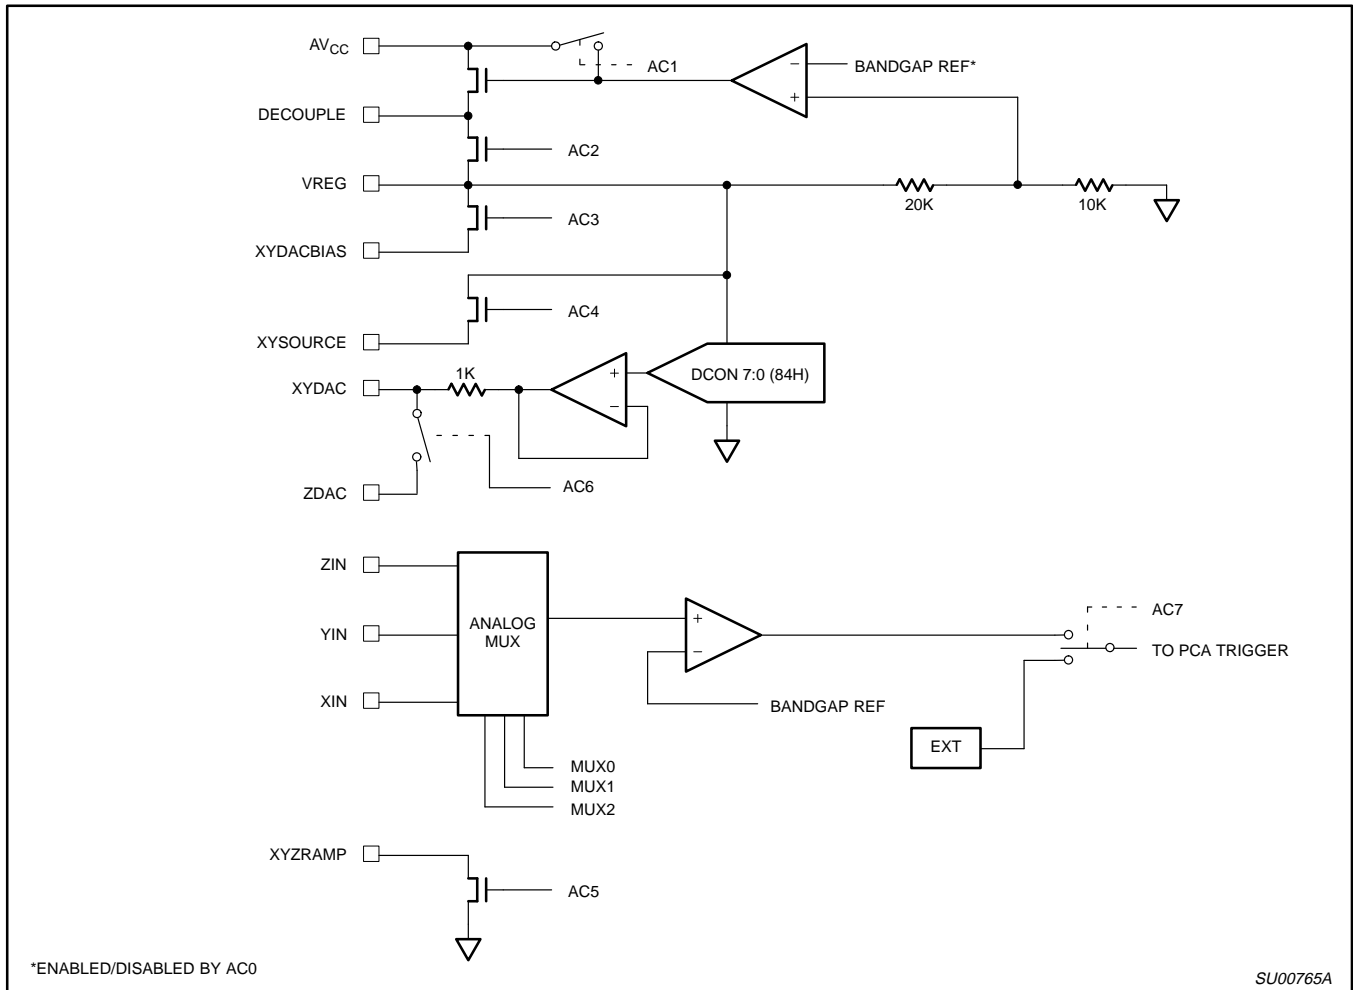 AVCC
AC1
BANDGAP REF*
DECOUPLE
AC2
VREG
20K
10K
AC3
XYDACBIAS
AC4
XYSOURCE
1K
DCON 7:0 (84H)
XYDAC
AC6
ZDAC
ZIN
ANALOG
MUX
AC7
YIN
TO PCA TRIGGER
XIN
BANDGAP REF
EXT
MUX0
MUX1
MUX2
XYZRAMP
AC5
*ENABLED/DISABLED BY AC0
SU00765A